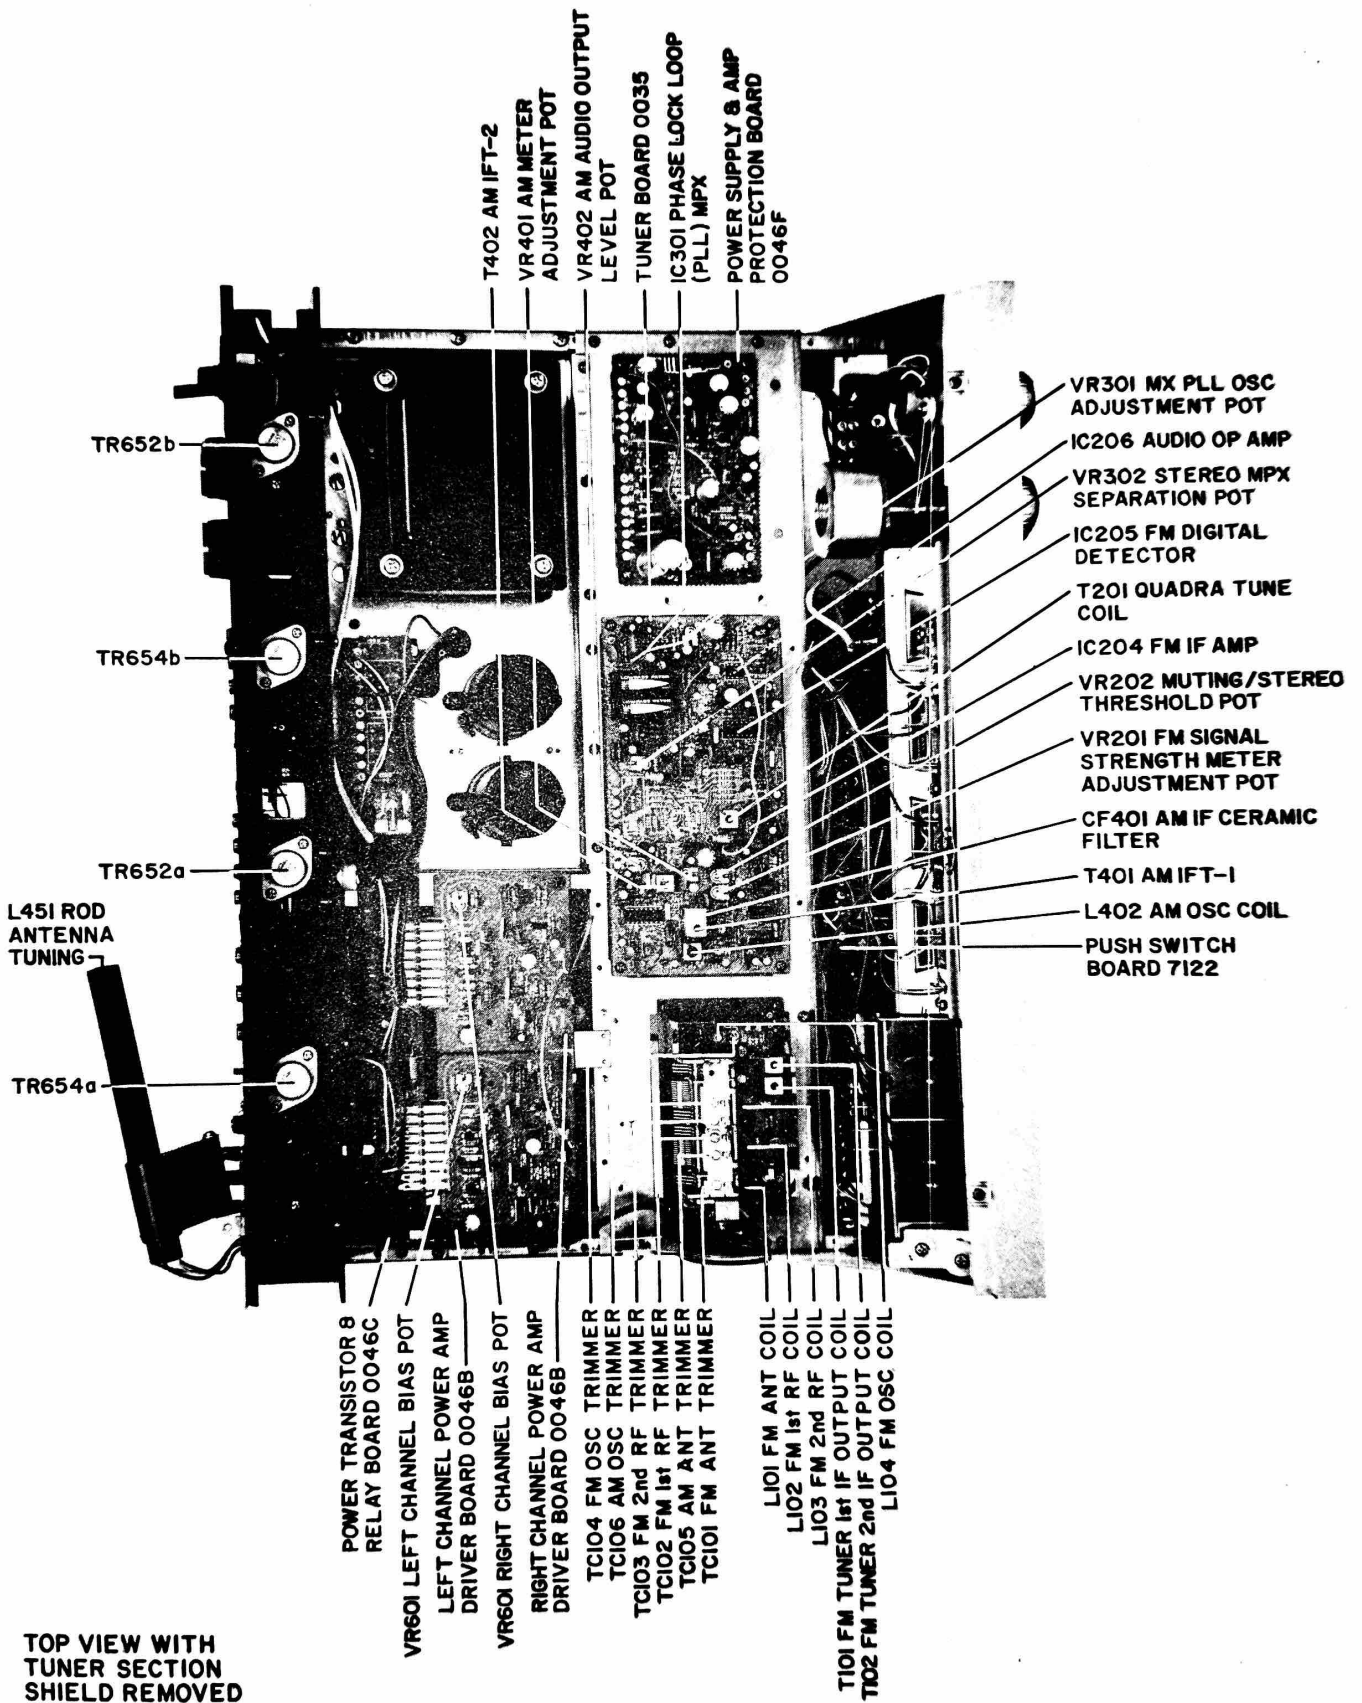 T402 AM IFT-2
VR401 AM METER
ADJUSTMENT POT
VR402 AM AUDIO OUTPUT
LEVEL POT
TUNER BOARD 0035
IC301 PHASE LOCK LOOP
(PLL) MPX
POWER SUPPLY & AMP
PROTECTION BOARD
0046F
VR301 MX PLL OSC
ADJUSTMENT POT
IC206 AUDIO OP AMP
VR302 STEREO MPX
SEPARATION POT
IC205 FM DIGITAL
DETECTOR
T201 QUADRA TUNE
COIL
IC204 FM IF AMP
VR202 MUTING/STEREO
THRESHOLD POT
VR201 FM SIGNAL
STRENGTH METER
ADJUSTMENT POT
CF401 AM IF CERAMIC
FILTER
T401 AM IFT-1
L402 AM OSC COIL
PUSH SWITCH
BOARD 7122
TR652b
TR654b
TR652a
L451 ROD
ANTENNA
TUNING
TR654a
POWER TRANSISTOR 8
RELAY BOARD 0046C
VR601 LEFT CHANNEL BIAS POT
LEFT CHANNEL POWER AMP
DRIVER BOARD 0046B
VR601 RIGHT CHANNEL BIAS POT
RIGHT CHANNEL POWER AMP
DRIVER BOARD 0046B
TC104 FM OSC TRIMMER
TC106 AM OSC TRIMMER
TC103 FM 2nd RF TRIMMER
TC102 FM 1st RF TRIMMER
TC105 AM ANT TRIMMER
TC101 FM ANT TRIMMER
L101 FM ANT COIL
L102 FM 1st RF COIL
L103 FM 2nd RF COIL
T101 FM TUNER 1st IF OUTPUT COIL
T102 FM TUNER 2nd IF OUTPUT COIL
L104 FM OSC COIL
TOP VIEW WITH
TUNER SECTION
SHIELD REMOVED